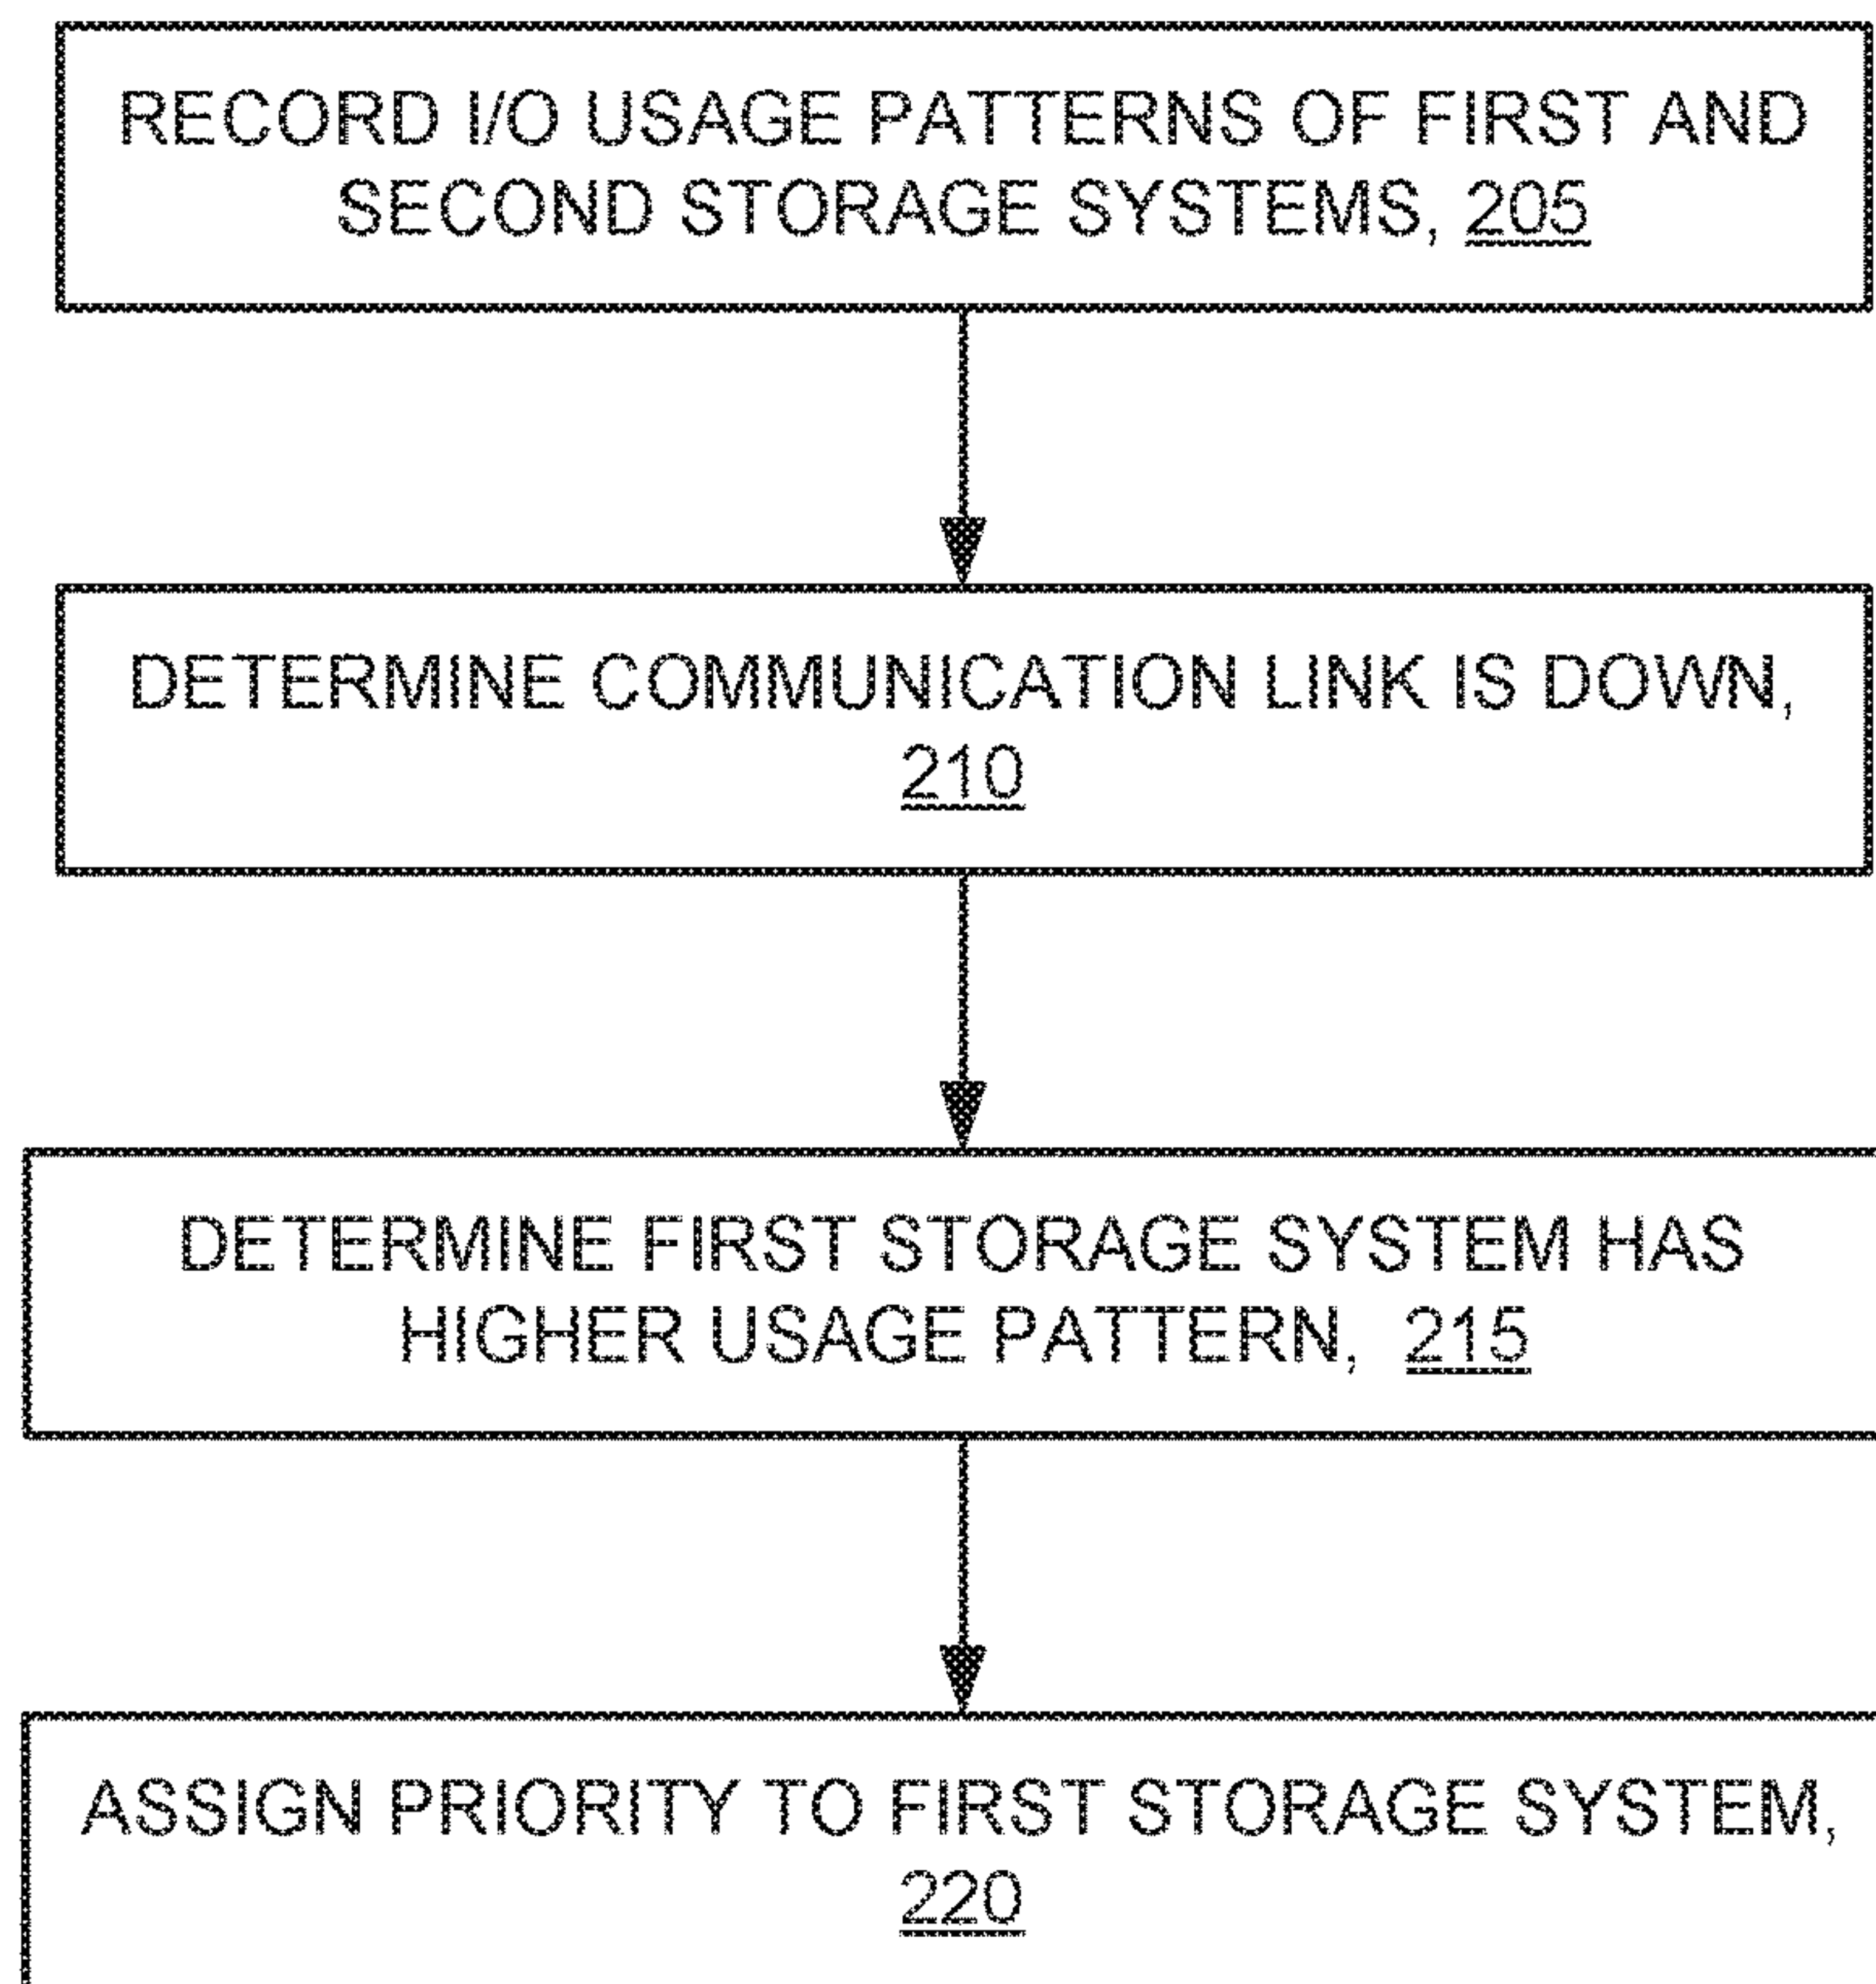 RECORD I/O USAGE PATTERNS OF FIRST AND
SECOND STORAGE SYSTEMS, 205
DETERMINE COMMUNICATION LINK IS DOWN,
210
DETERMINE FIRST STORAGE SYSTEM HAS
HIGHER USAGE PATTERN, 215
ASSIGN PRIORITY TO FIRST STORAGE SYSTEM,
220